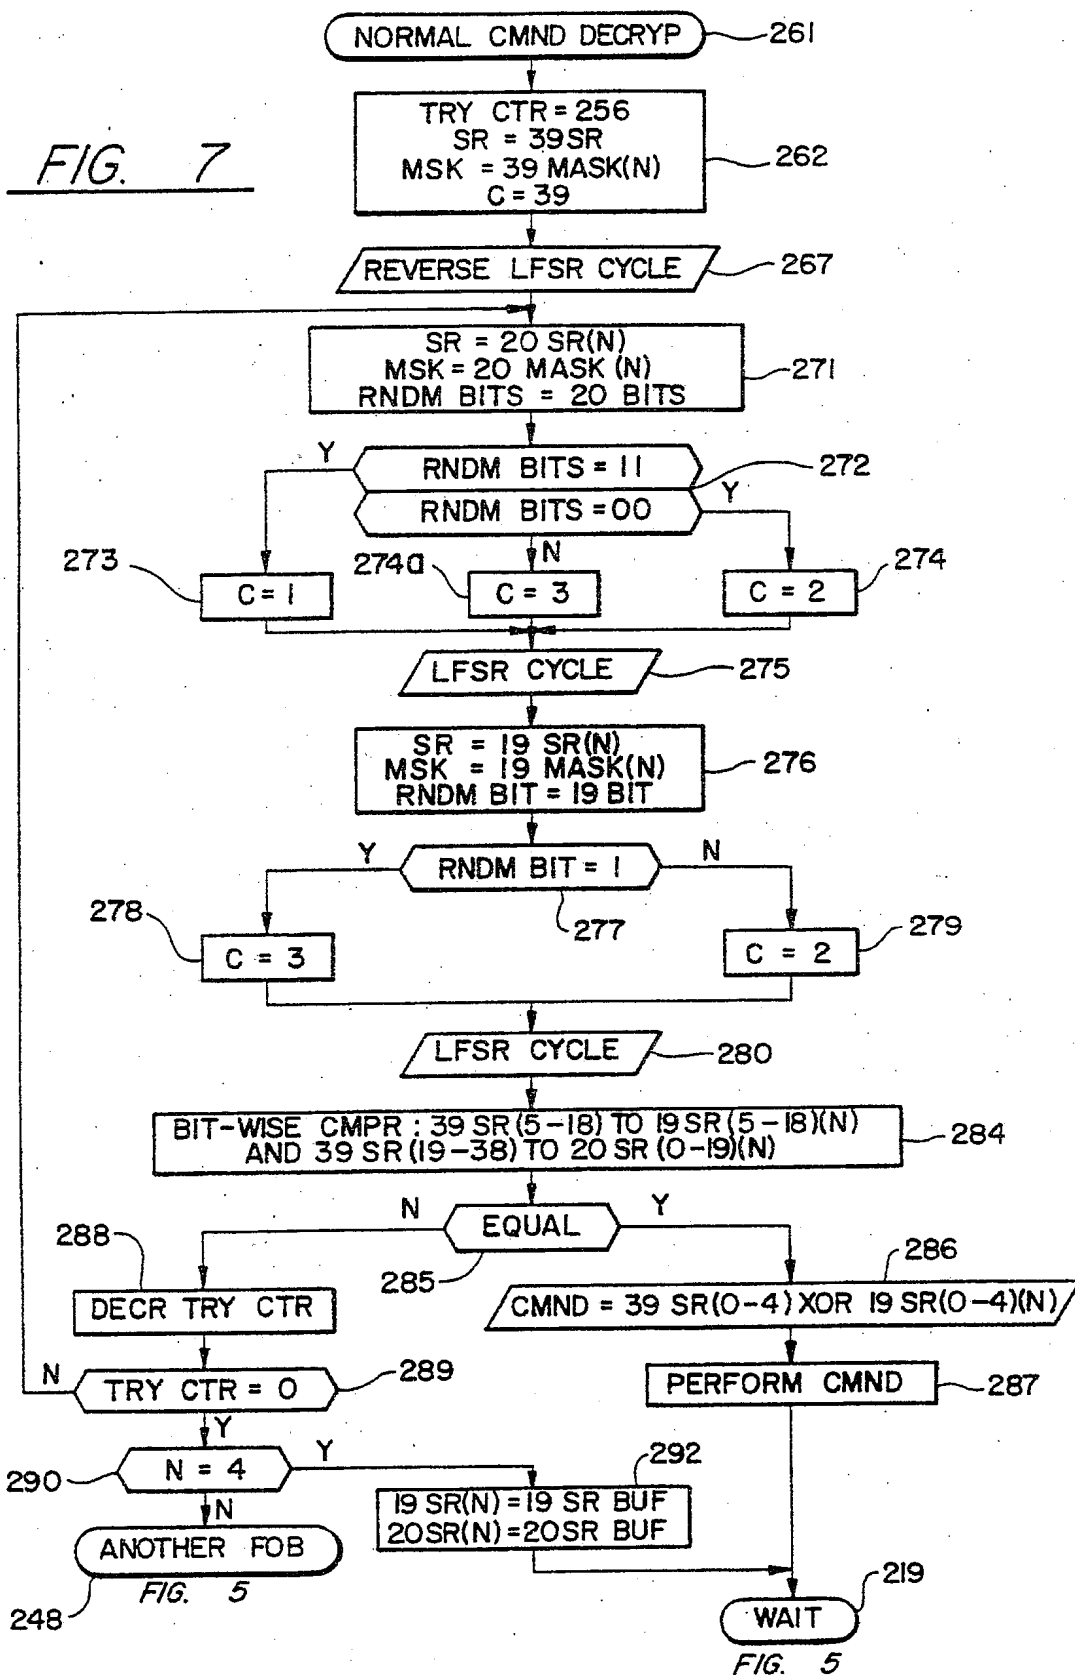 NORMAL CMND DECRYP
261
FIG. 7
TRY CTR = 256
SR = 39SR
MSK = 39 MASK(N)
C = 39
262
REVERSE LFSR CYCLE
267
SR = 20 SR(N)
MSK = 20 MASK (N)
RNDM BITS = 20 BITS
271
Y
RNDM BITS = 11
272
RNDM BITS = 00
Y
N
273
C = 1
274a
C = 3
274
C = 2
LFSR CYCLE
275
SR = 19 SR(N)
MSK = 19 MASK(N)
RNDM BIT = 19 BIT
276
Y
RNDM BIT = 1
N
277
278
C = 3
279
C = 2
LFSR CYCLE
280
BIT-WISE CMPR : 39 SR (5-18) TO 19 SR (5-18)(N)
AND 39 SR (19-38) TO 20 SR (0-19)(N)
284
N
EQUAL
Y
285
288
DECR TRY CTR
286
CMND = 39 SR(0-4) XOR 19 SR(0-4)(N)
N
TRY CTR = 0
289
PERFORM CMND
287
Y
290
N = 4
Y
292
19 SR(N) = 19 SR BUF
20SR(N) = 20SR BUF
N
ANOTHER FOB
248
FIG. 5
219
WAIT
FIG. 5